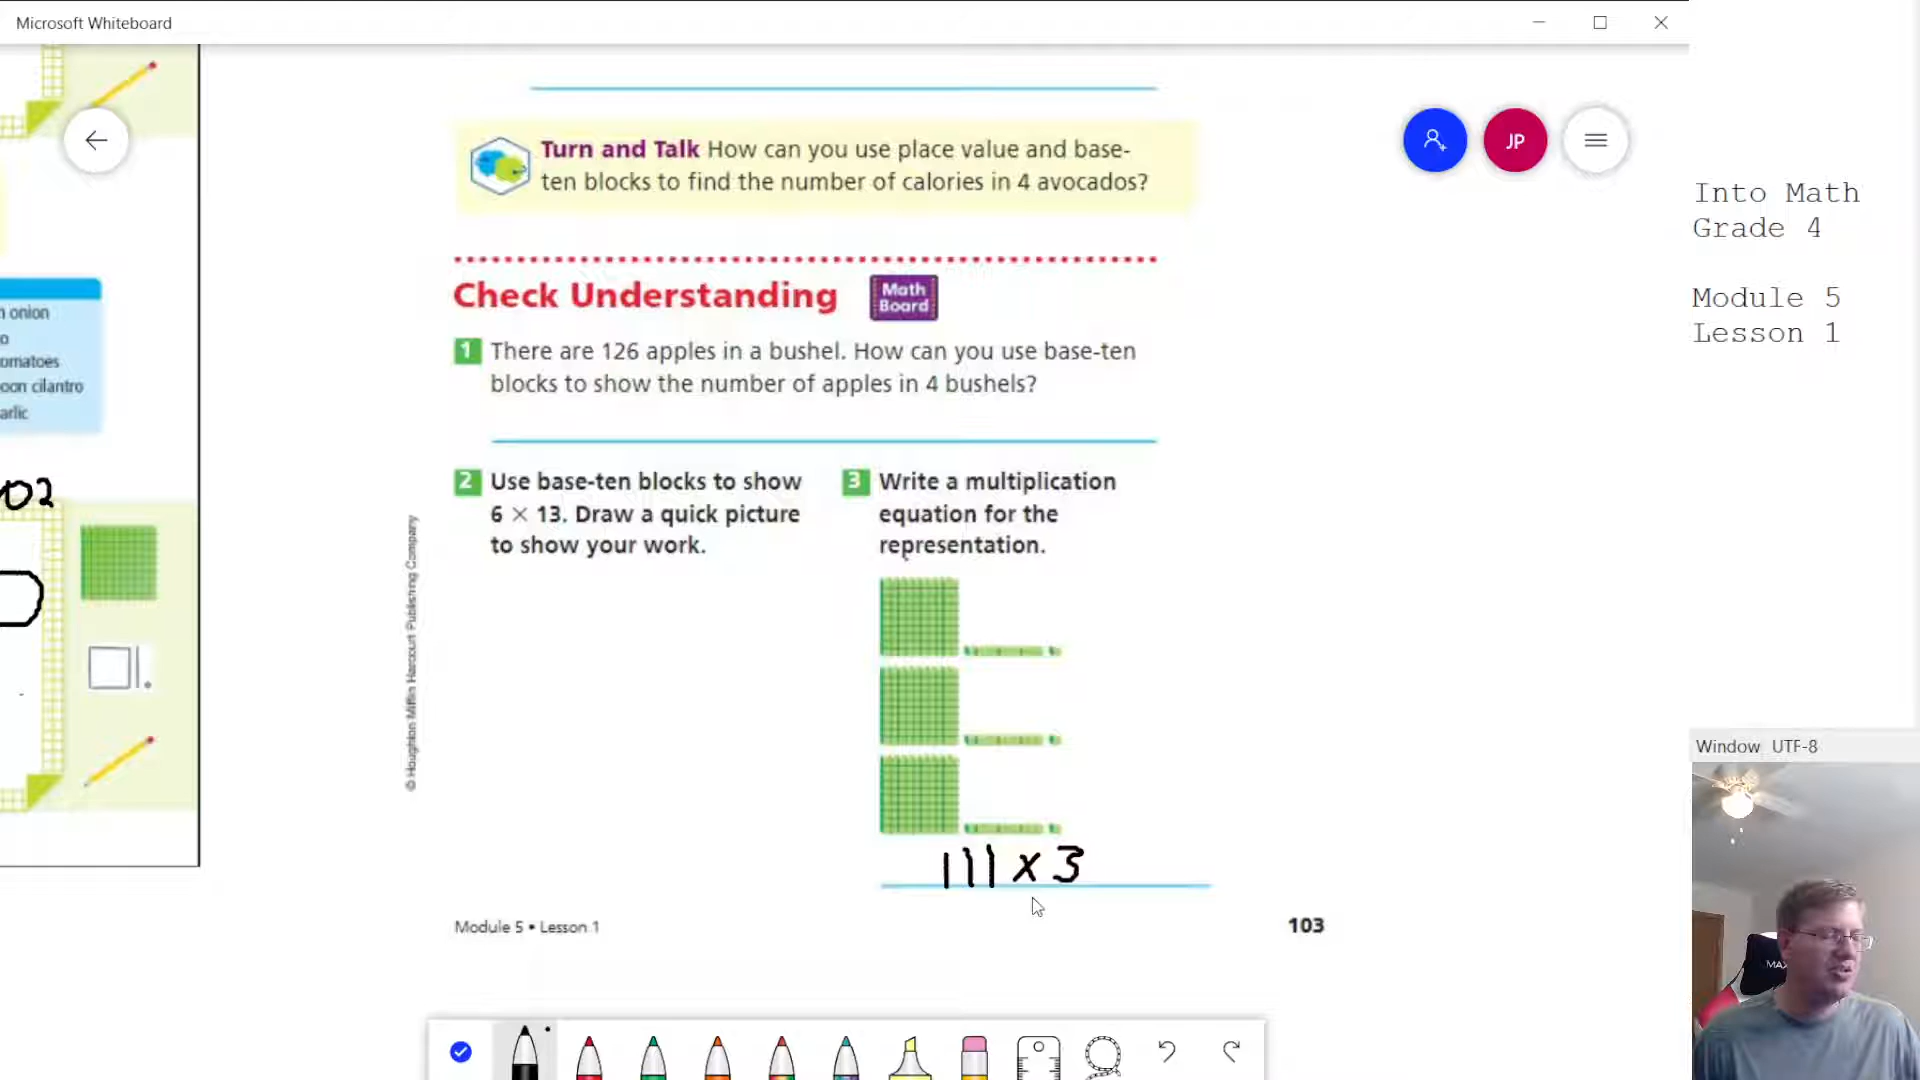 Microsoft Whiteboard
Turn and Talk How can you use place value and base-
ten blocks to find the number of calories in 4 avocados?
JP
Into Math
Grade 4
Module 5
Lesson 1
Check Understanding
Math
Board
1 There are 126 apples in a bushel. How can you use base-ten
blocks to show the number of apples in 4 bushels?
onion
omatoes
oon cilantro
arlic
02
2 Use base-ten blocks to show
6 × 13. Draw a quick picture
to show your work.
3 Write a multiplication
equation for the
representation.
© Houghton Mifflin Harcourt Publishing Company
111 x 3
Module 5 • Lesson 1
103
Window UTF-8
MAX